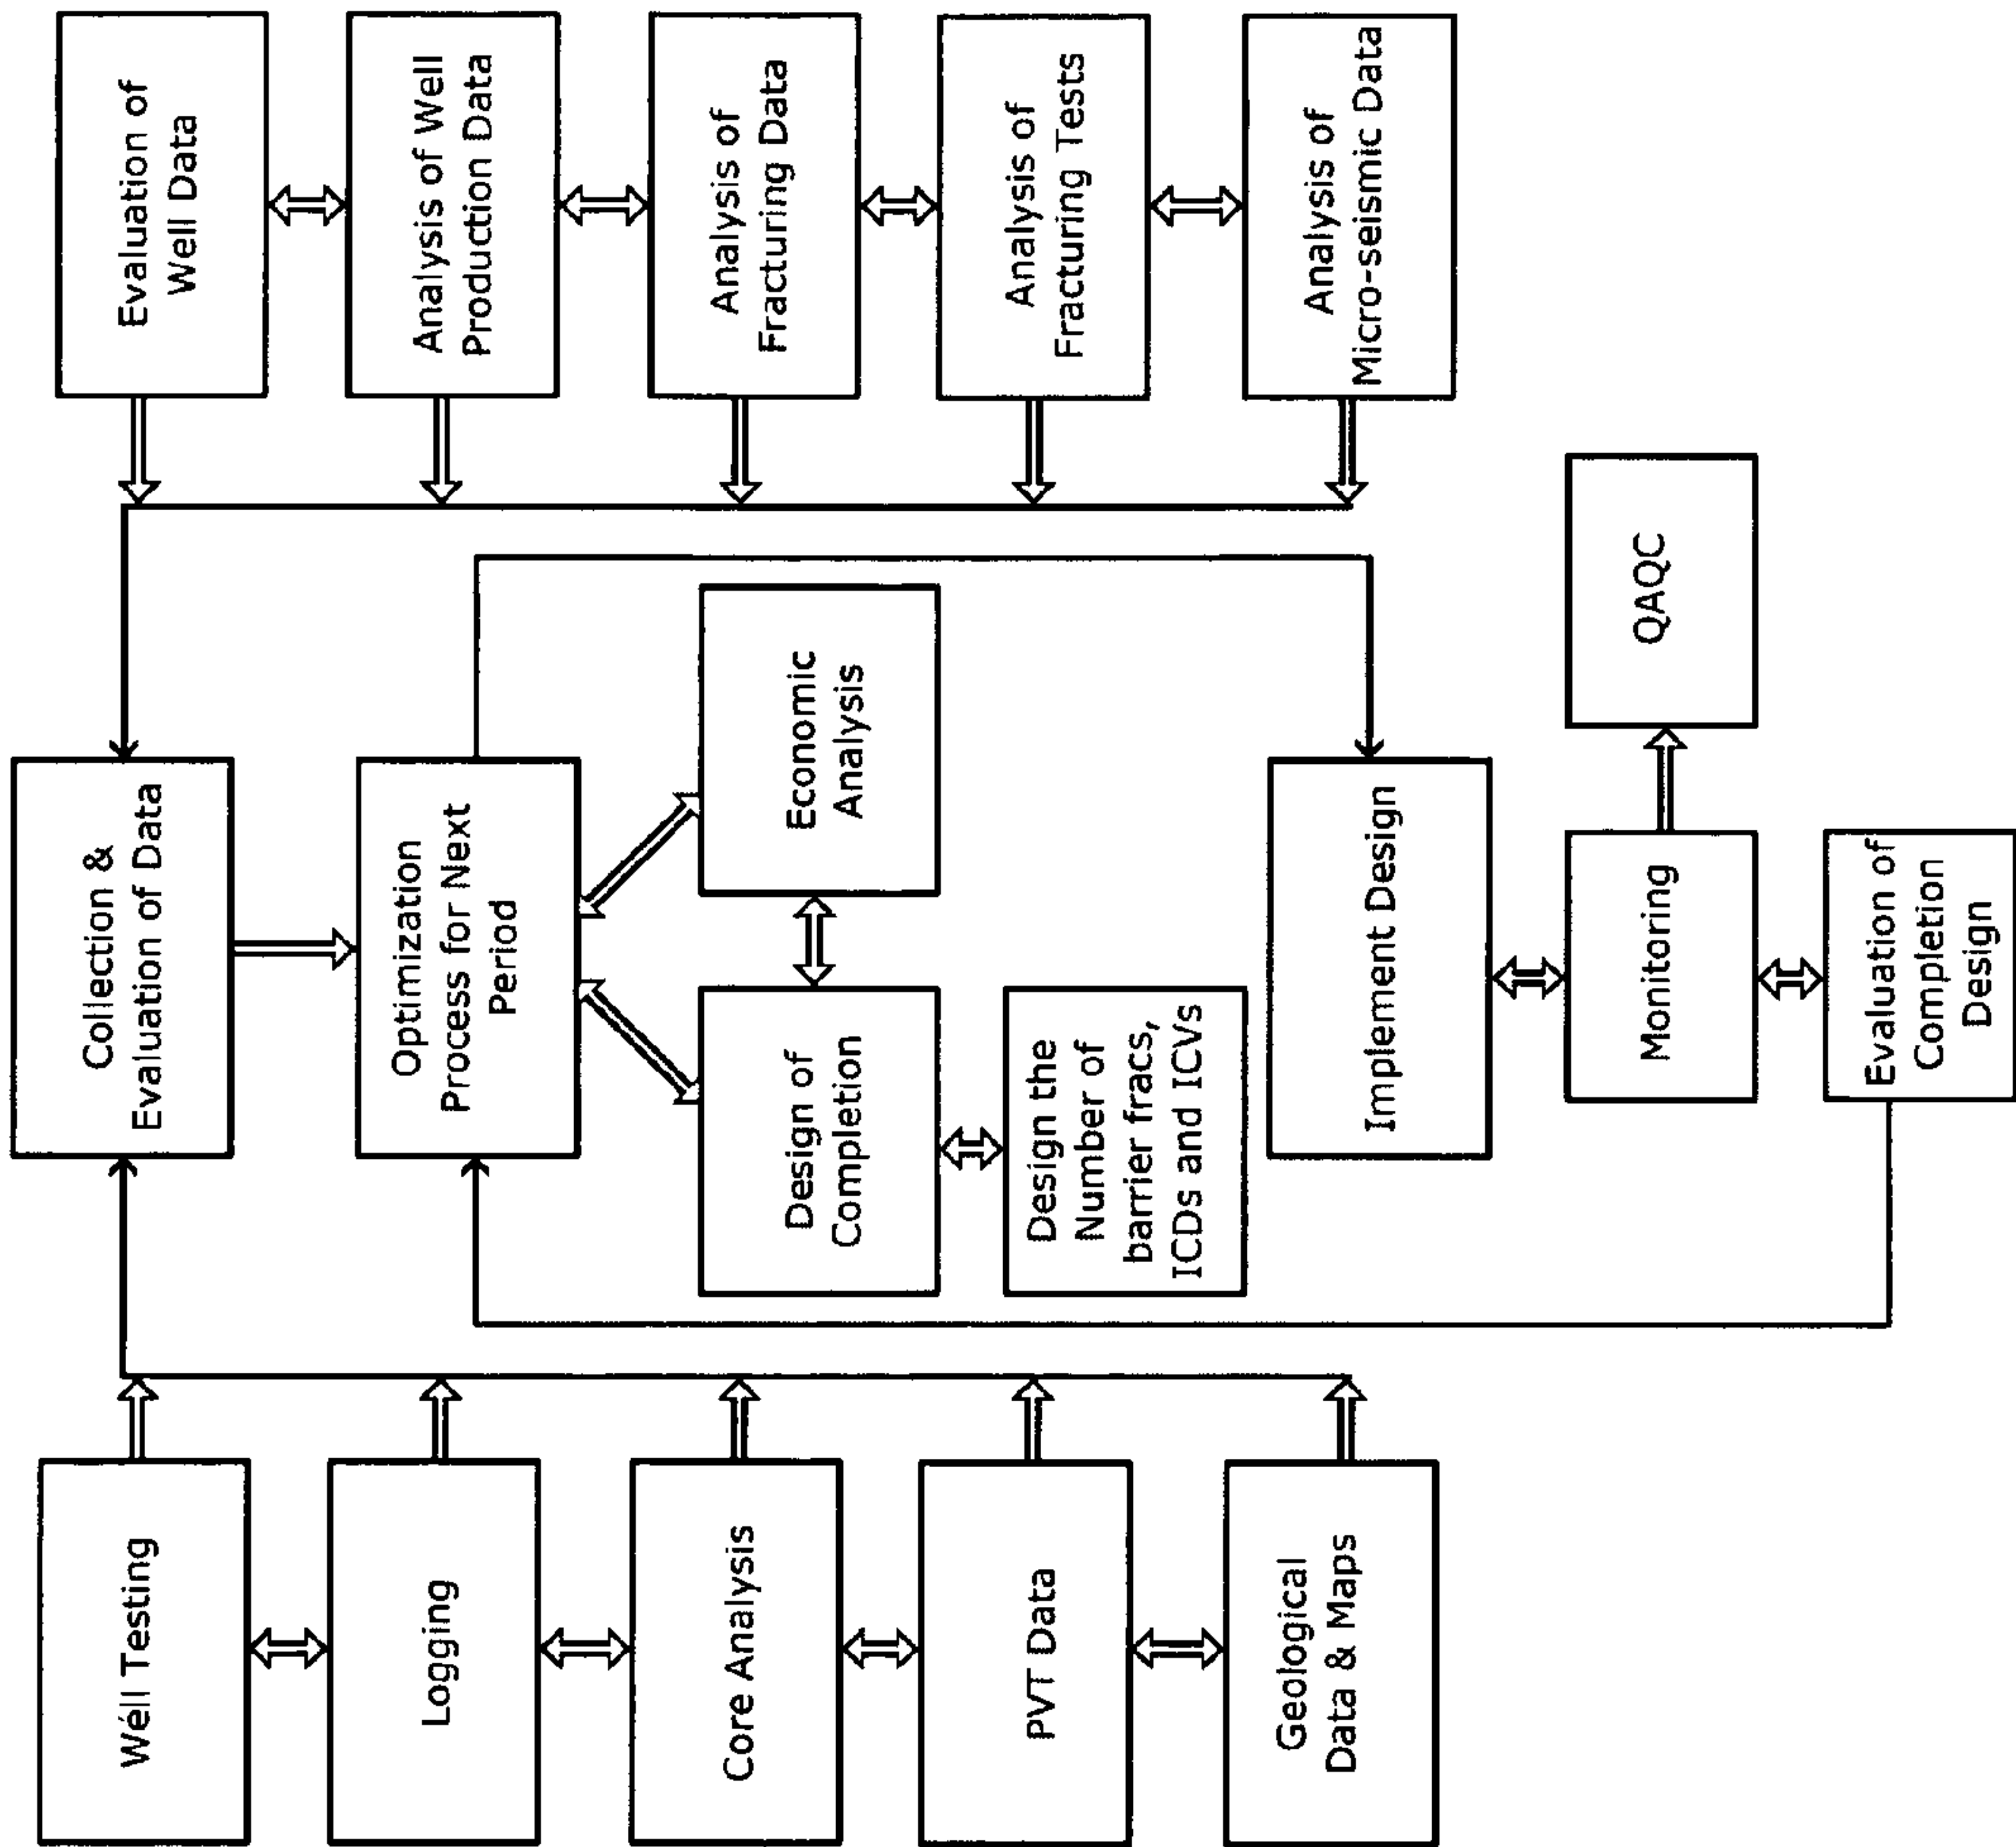 Well Testing
Logging
Core Analysis
PVT Data
Geological
Data & Maps
Collection &
Evaluation of Data
Optimization
Process for Next
Period
Design of
Completion
Economic
Analysis
Design the
Number of
barrier fracs,
ICDs and ICVs
Implement Design
Monitoring
QAQC
Evaluation of
Completion
Design
Evaluation of
Well Data
Analysis of Well
Production Data
Analysis of
Fracturing Data
Analysis of
Fracturing Tests
Analysis of
Micro-seismic Data